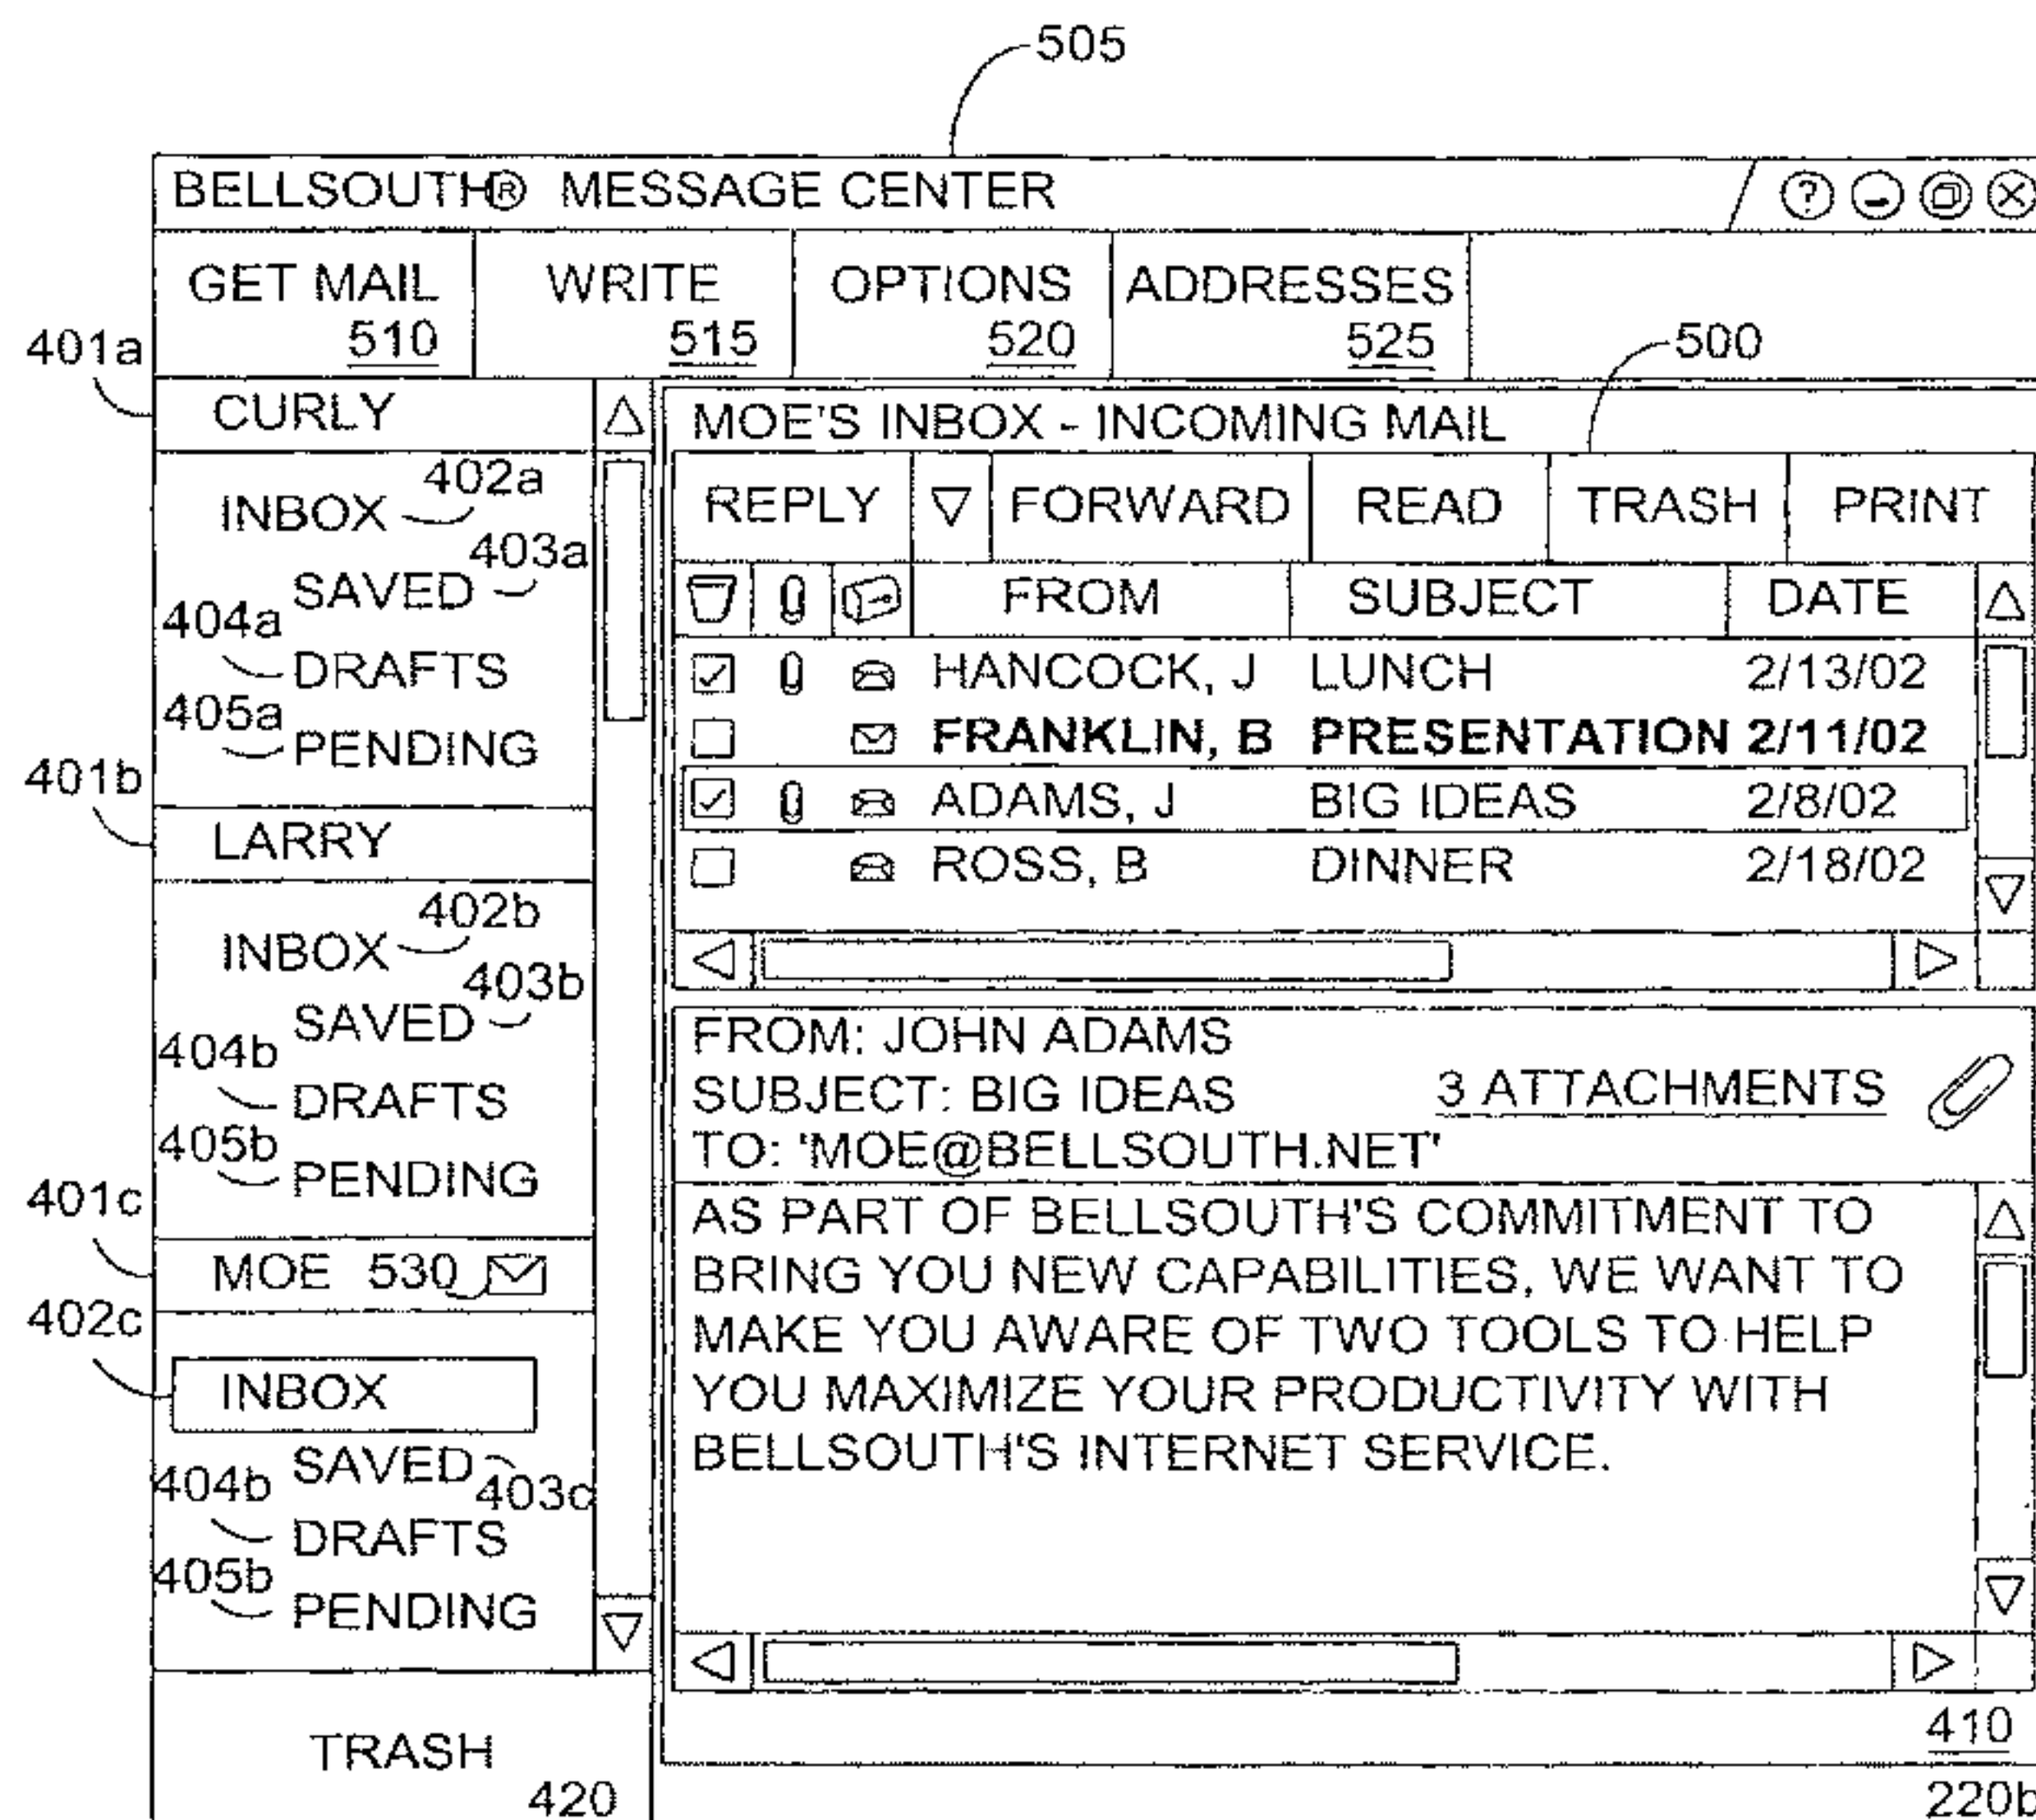 505
BELLSOUTH® MESSAGE CENTER
GET MAIL 510
WRITE 515
OPTIONS 520
ADDRESSES 525
401a
CURLY
INBOX 402a
SAVED 403a
404a
DRAFTS
405a
PENDING
401b
LARRY
INBOX 402b
SAVED 403b
404b
DRAFTS
405b
PENDING
401c
MOE 530
402c
INBOX
SAVED 403c
404b
DRAFTS
405b
PENDING
TRASH
420
500
MOE'S INBOX - INCOMING MAIL
REPLY FORWARD READ TRASH PRINT
FROM SUBJECT DATE
HANCOCK, J LUNCH 2/13/02
FRANKLIN, B PRESENTATION 2/11/02
ADAMS, J BIG IDEAS 2/8/02
ROSS, B DINNER 2/18/02
FROM: JOHN ADAMS
SUBJECT: BIG IDEAS 3 ATTACHMENTS
TO: 'MOE@BELLSOUTH.NET'
AS PART OF BELLSOUTH'S COMMITMENT TO
BRING YOU NEW CAPABILITIES, WE WANT TO
MAKE YOU AWARE OF TWO TOOLS TO HELP
YOU MAXIMIZE YOUR PRODUCTIVITY WITH
BELLSOUTH'S INTERNET SERVICE.
410
220b